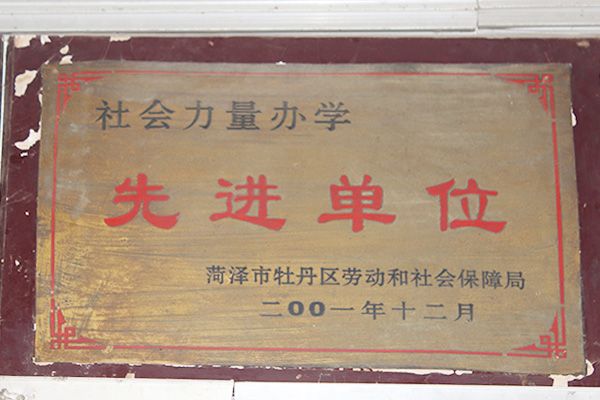 社会力量办学
先进单位
菏泽市牡丹区劳动和社会保障局
二00一年十二月